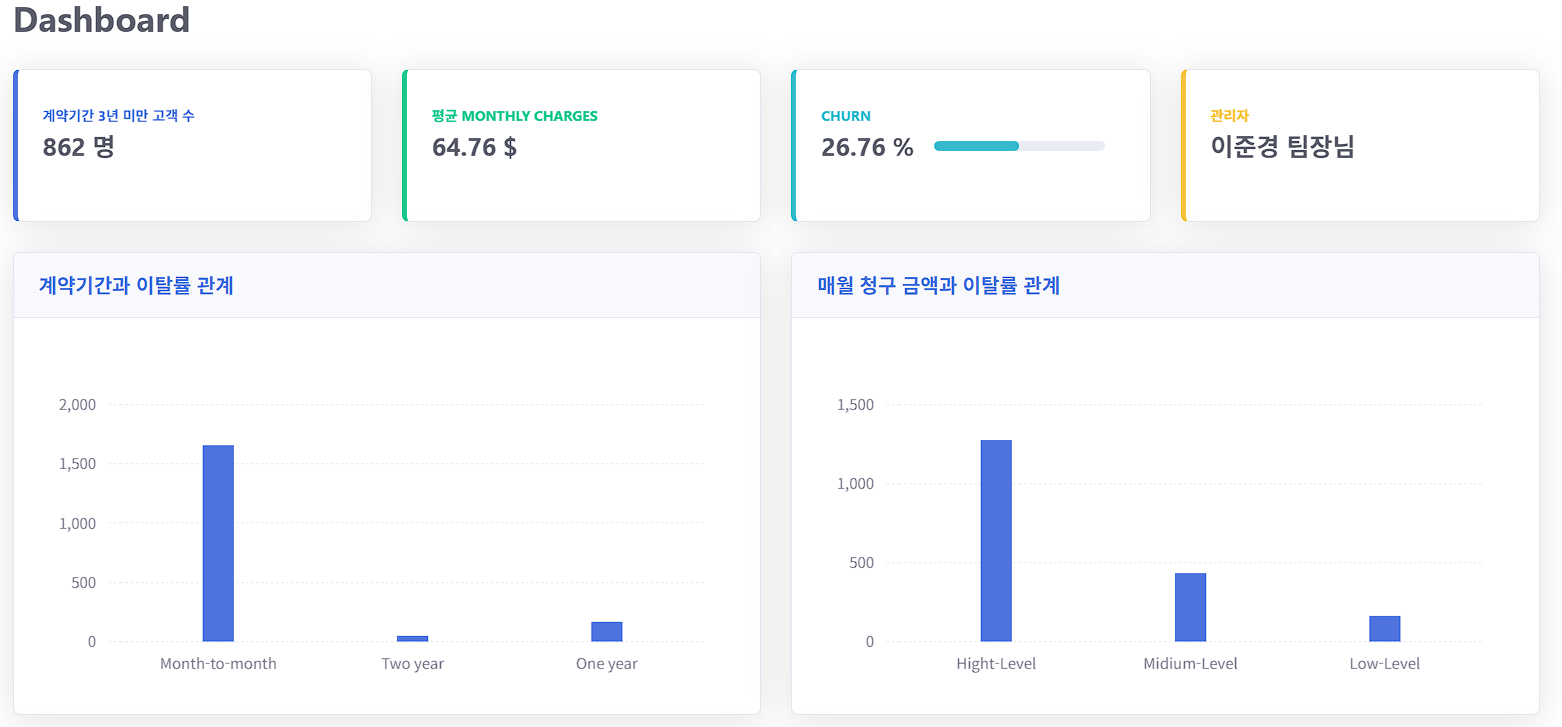 Dashboard
계약기간 3년 미만 고객 수
862 명
평균 MONTHLY CHARGES
64.76 $
CHURN
26.76 %
관리자
이준경 팀장님
계약기간과 이탈률 관계
2,000
1,500
1,000
500
0
Month-to-month
Two year
One year
매월 청구 금액과 이탈률 관계
1,500
1,000
500
0
Hight-Level
Midium-Level
Low-Level